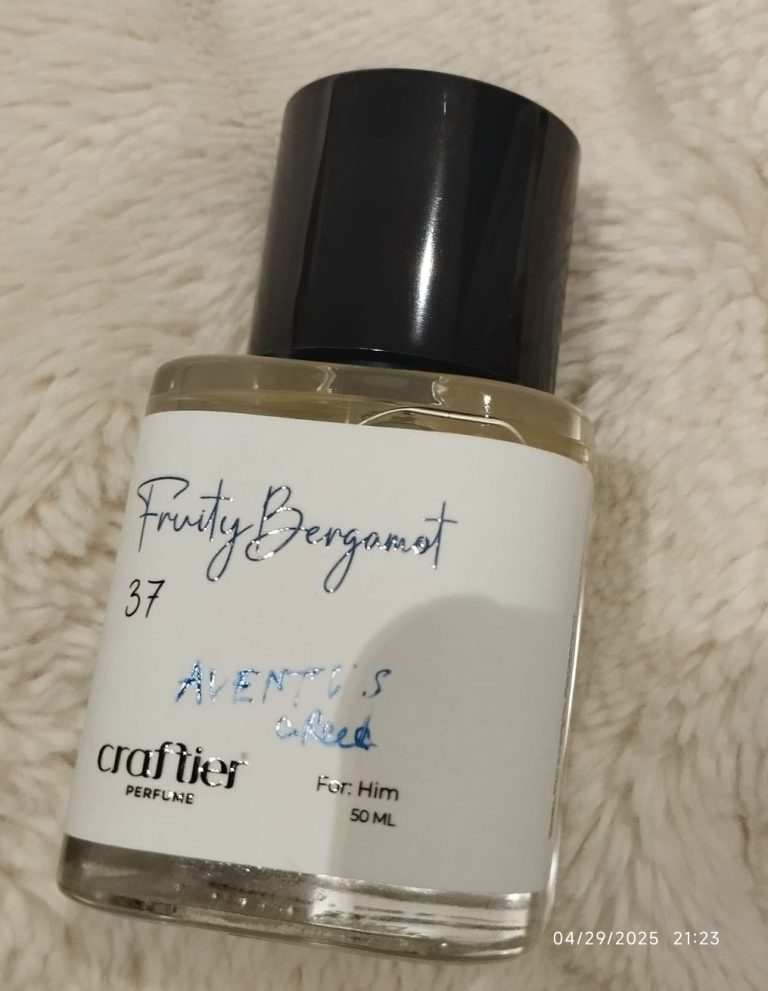 Fruity Bergamot
37
AVENTUS
CReed
craftier
PERFUME
For: Him
50 ML
04/29/2025 21:23